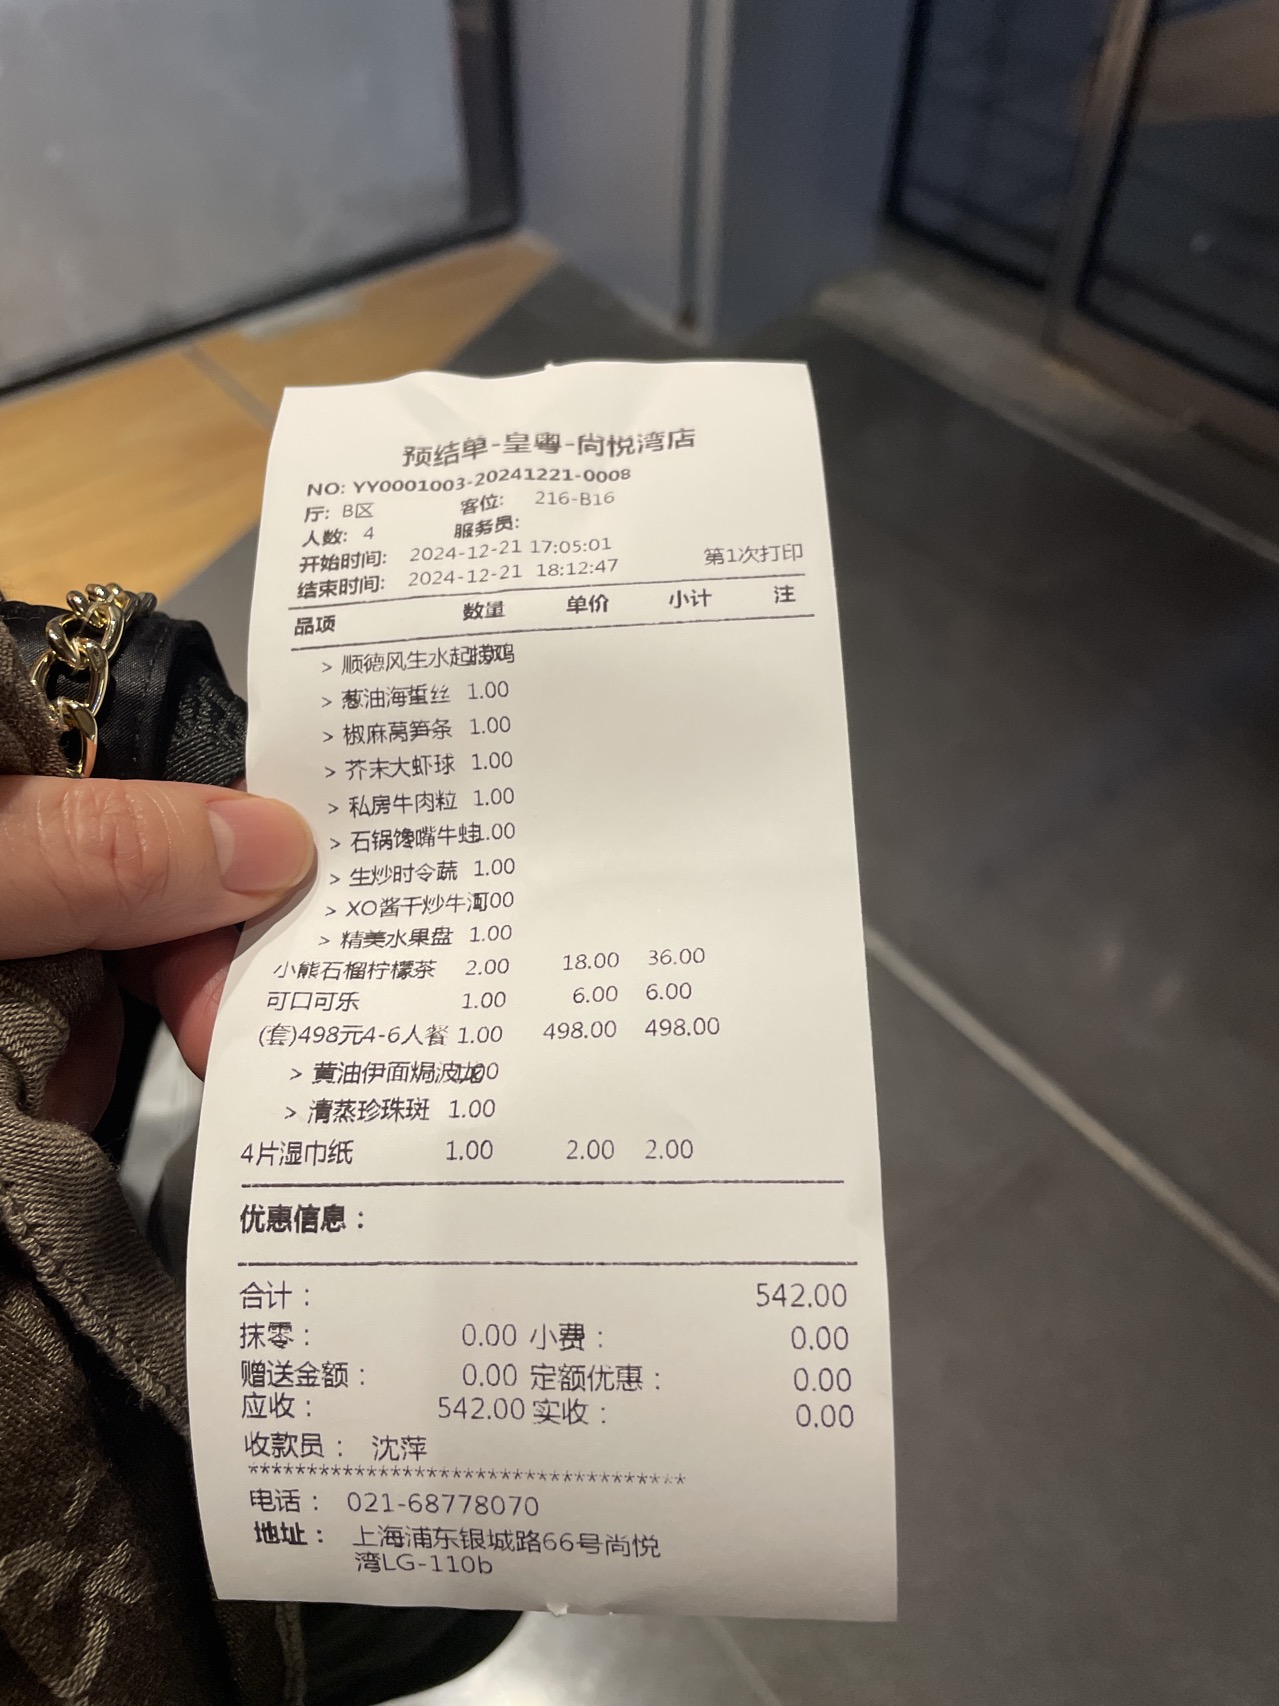 预结单-皇粤-尚悦湾店
NO: YY0001003-20241221-0008
厅: B区 客位: 216-B16
人数: 4 服务员:
开始时间: 2024-12-21 17:05:01
结束时间: 2024-12-21 18:12:47 第1次打印
品项 数量 单价 小计 注
> 顺德风生水起捞鸡
> 葱油海蜇丝 1.00
> 椒麻莴笋条 1.00
> 芥末大虾球 1.00
> 私房牛肉粒 1.00
> 石锅馋嘴牛蛙1.00
> 生炒时令蔬 1.00
> XO酱干炒牛河.00
> 精美水果盘 1.00
小熊石榴柠檬茶 2.00 18.00 36.00
可口可乐 1.00 6.00 6.00
(套)498元4-6人餐 1.00 498.00 498.00
> 黄油伊面焗波龙.00
> 清蒸珍珠斑 1.00
4片湿巾纸 1.00 2.00 2.00
优惠信息：
合计： 542.00
抹零： 0.00 小费： 0.00
赠送金额： 0.00 定额优惠： 0.00
应收： 542.00 实收： 0.00
收款员： 沈萍
*************************************
电话： 021-68778070
地址： 上海浦东银城路66号尚悦
湾LG-110b